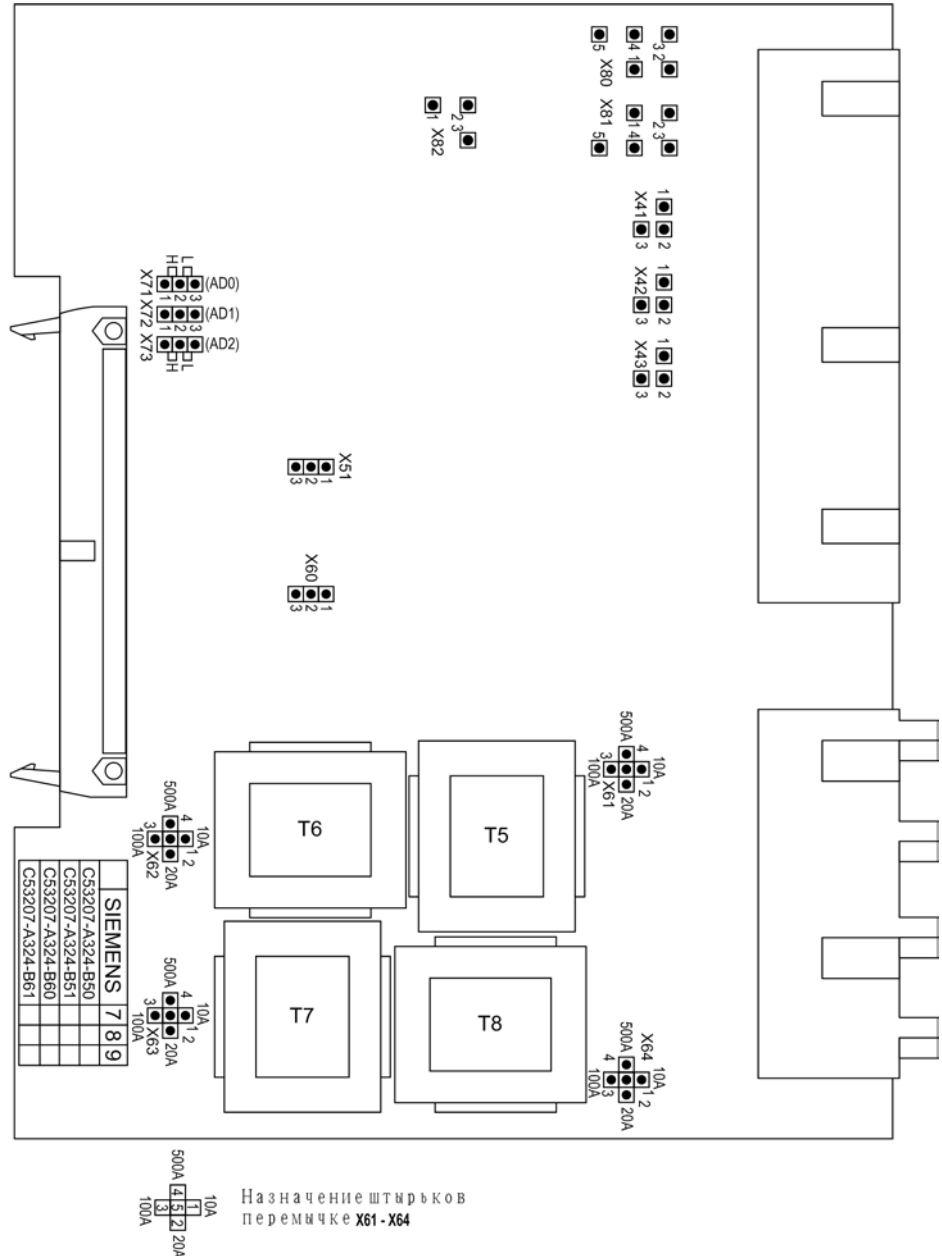 5
4
3
1
2
X80
X81
1
2
4
3
5
1
X82
2
3
X41
1
2
3
X42
1
2
3
X43
1
2
3
H
L
X71
1
2
3
(AD0)
X72
1
2
3
(AD1)
X73
(AD2)
H
L
X51
3
2
1
X60
3
2
1
500A
4
10A
3
1
2
100A
X61
20A
T6
T5
500A
4
10A
3
1
2
100A
X62
20A
T7
T8
500A
4
10A
3
1
2
100A
X63
20A
X64
500A
4
10A
3
1
2
100A
20A
SIEMENS 7 8 9
C53207-A324-B50
C53207-A324-B51
C53207-A324-B60
C53207-A324-B61
500A 4 10A
3 5 1
100A 2 20A
Назначение штырьков
перемычке X61 - X64